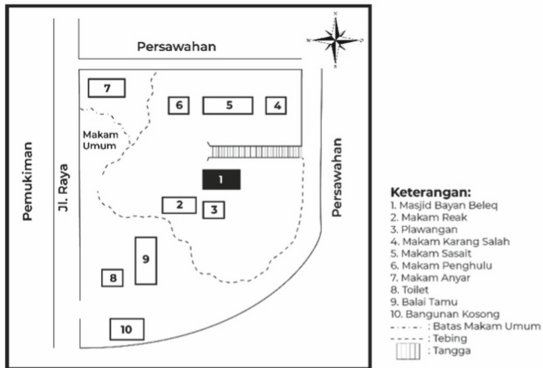 Persawahan
N
7
6
5
4
Makam
Umum
Pemukiman
Jl. Raya
Persawahan
1
2
3
9
8
10
Keterangan:
1. Masjid Bayan Beleq
2. Makam Reak
3. Plawangan
4. Makam Karang Salah
5. Makam Sasait
6. Makam Penghulu
7. Makam Anyar
8. Toilet
9. Balai Tamu
10. Bangunan Kosong
: Batas Makam Umum
: Tebing
: Tangga